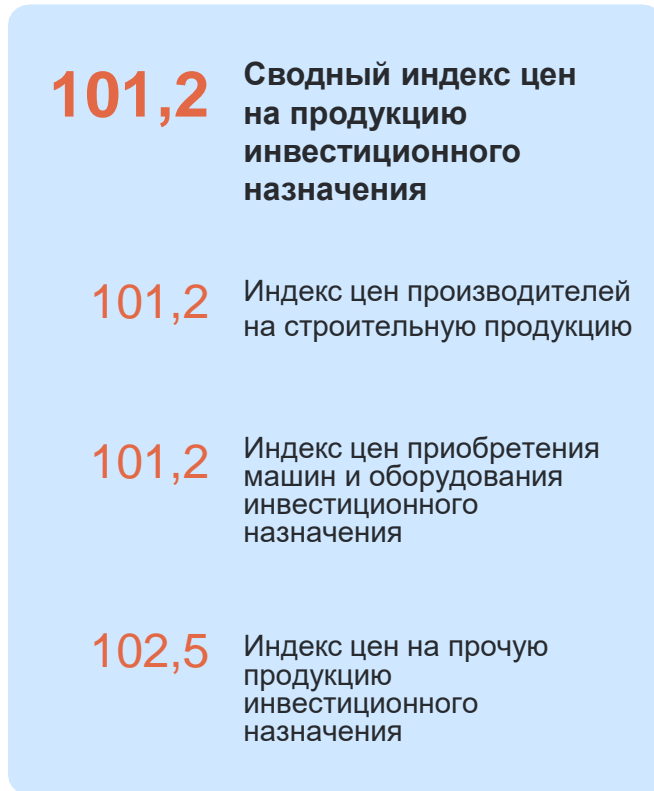 101,2
Сводный индекс цен
на продукцию
инвестиционного
назначения
101,2
Индекс цен производителей
на строительную продукцию
101,2
Индекс цен приобретения
машин и оборудования
инвестиционного
назначения
102,5
Индекс цен на прочую
продукцию
инвестиционного
назначения